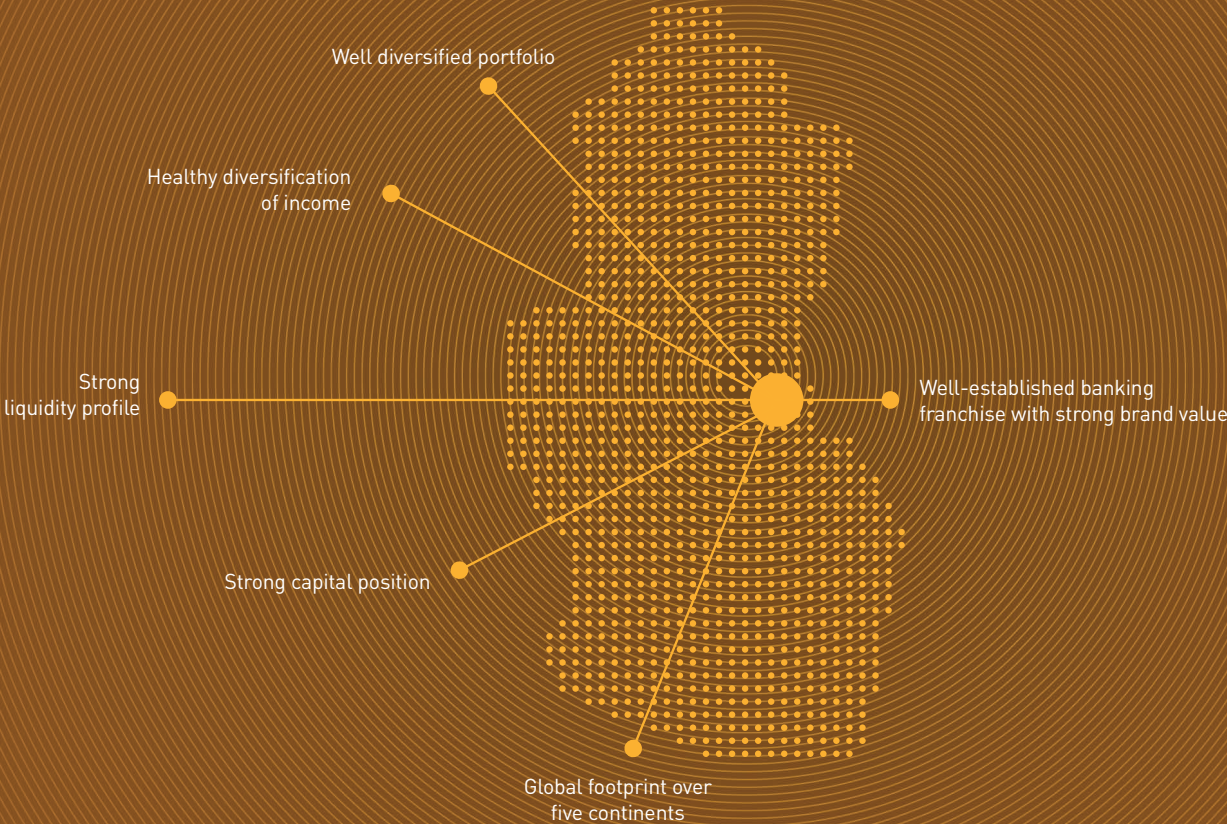 Well diversified portfolio
Healthy diversification
of income
Strong
liquidity profile
Well-established banking
franchise with strong brand value
Strong capital position
Global footprint over
five continents